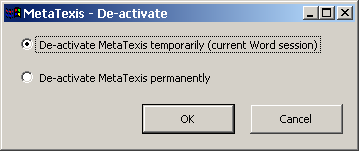 MetaTexis - De-activate
De-activate MetaTexis temporarily (current Word session)
De-activate MetaTexis permanently
OK
Cancel